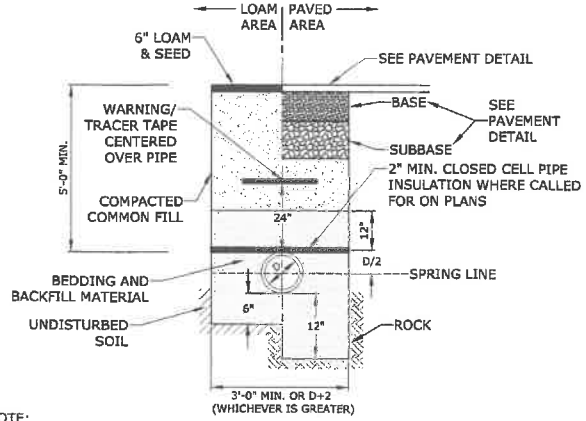 LOAM AREA
PAVED AREA
6" LOAM
& SEED
SEE PAVEMENT DETAIL
BASE
SEE
PAVEMENT
DETAIL
SUBBASE
WARNING/
TRACER TAPE
CENTERED
OVER PIPE
5'-0" MIN.
2" MIN. CLOSED CELL PIPE
INSULATION WHERE CALLED
FOR ON PLANS
COMPACTED
COMMON FILL
24"
12"
D/2
D
SPRING LINE
BEDDING AND
BACKFILL MATERIAL
6"
12"
UNDISTURBED
SOIL
ROCK
3'-0" MIN. OR D+2
(WHICHEVER IS GREATER)
OTE: